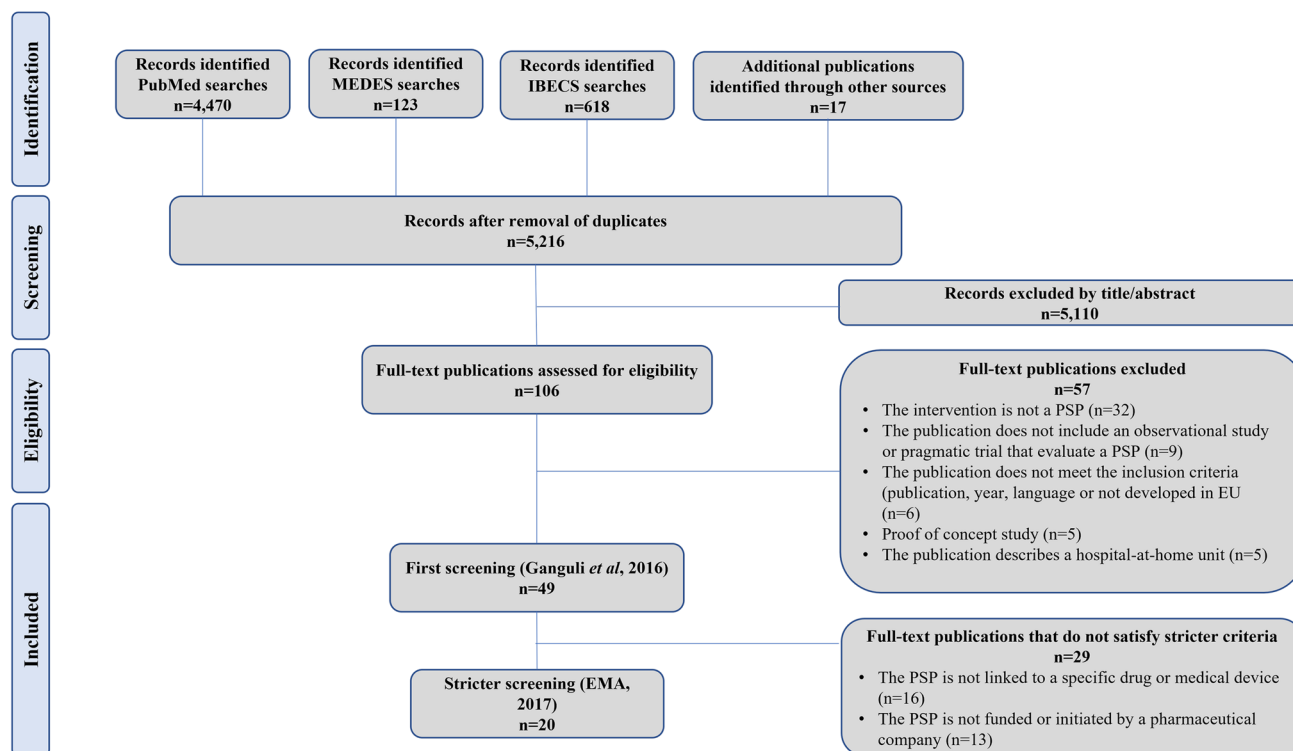 Identification
Records identified
PubMed searches
n=4,470
Records identified
MEDES searches
n=123
Records identified
IBECS searches
n=618
Additional publications
identified through other sources
n=17
Screening
Records after removal of duplicates
n=5,216
Records excluded by title/abstract
n=5,110
Eligibility
Full-text publications assessed for eligibility
n=106
Full-text publications excluded
n=57
• The intervention is not a PSP (n=32)
• The publication does not include an observational study
or pragmatic trial that evaluate a PSP (n=9)
• The publication does not meet the inclusion criteria
(publication, year, language or not developed in EU
(n=6)
• Proof of concept study (n=5)
• The publication describes a hospital-at-home unit (n=5)
Included
First screening (Ganguli et al, 2016)
n=49
Full-text publications that do not satisfy stricter criteria
n=29
• The PSP is not linked to a specific drug or medical device
(n=16)
• The PSP is not funded or initiated by a pharmaceutical
company (n=13)
Stricter screening (EMA,
2017)
n=20